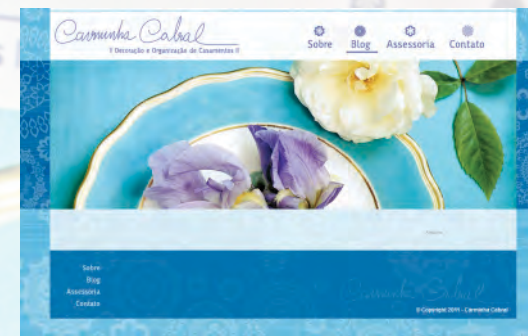 Carminha Cabral
Decoração e Organização de Casamentos
Sobre
Blog
Assessoria
Contato
Sobre
Blog
Assessoria
Contato
Carminha Cabral
© Copyright 2011 - Carminha Cabral